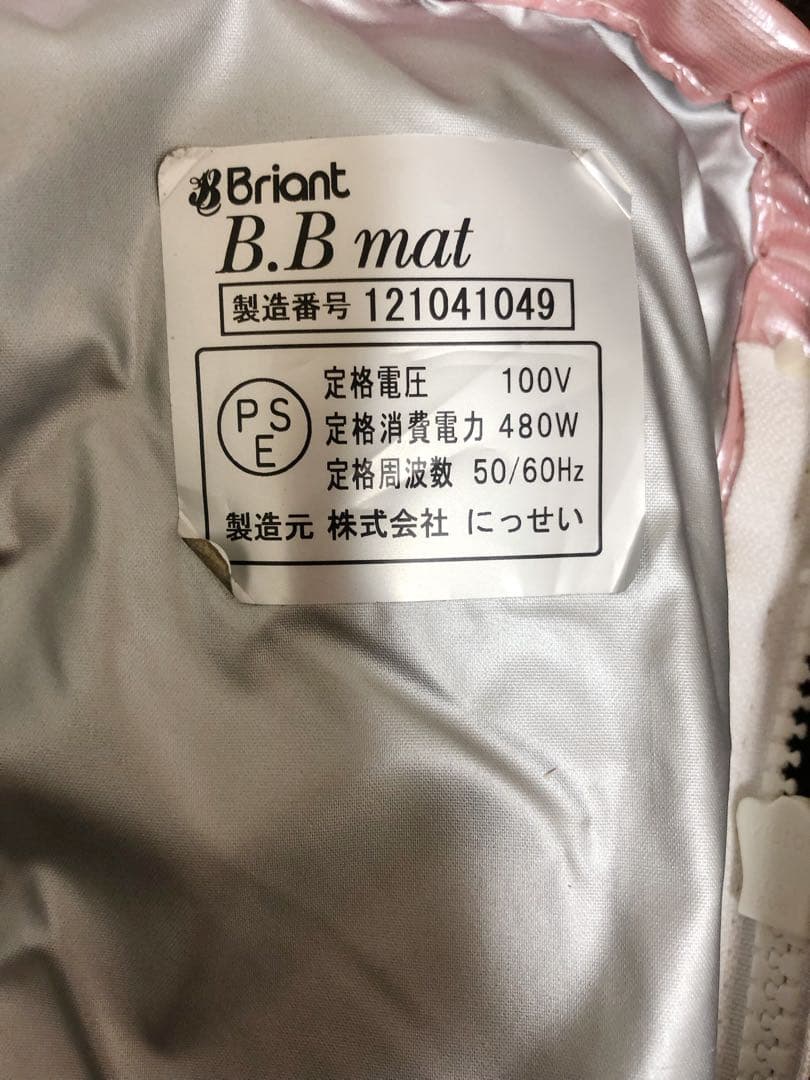 Briant
B.B mat
製造番号 121041049
PSE
定格電圧 100V
定格消費電力 480W
定格周波数 50/60Hz
製造元 株式会社 にっせい